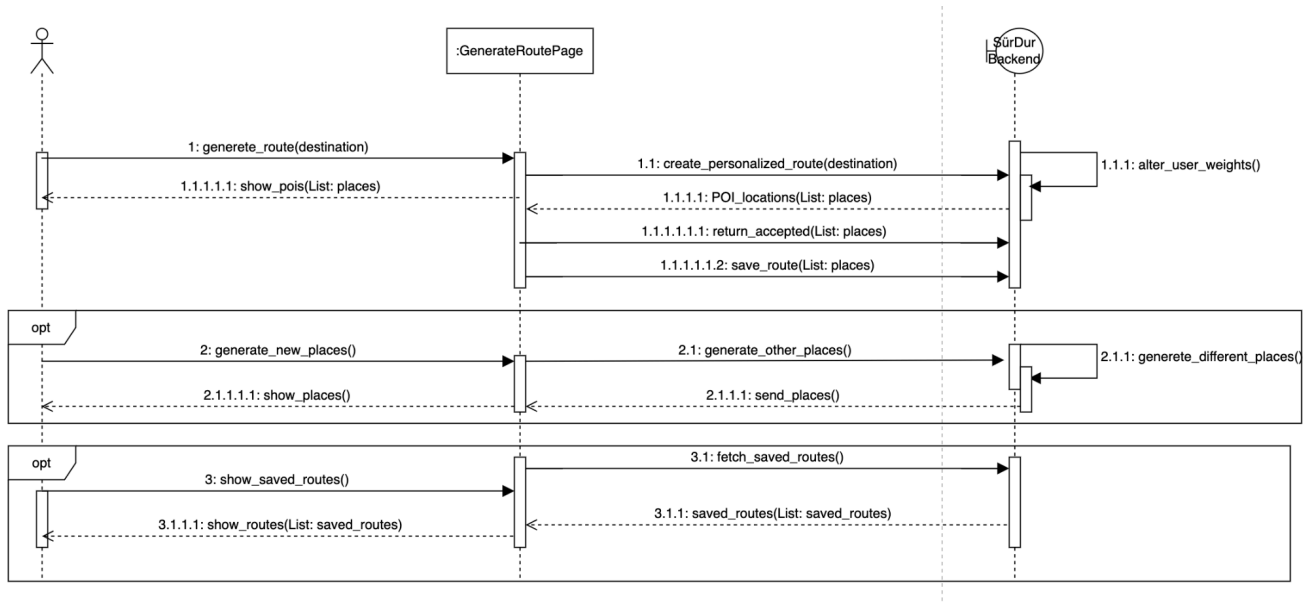 :GenerateRoutePage
SürDur
Backend
1: generete_route(destination)
1.1: create_personalized_route(destination)
1.1.1: alter_user_weights()
1.1.1.1.1: show_pois(List: places)
1.1.1.1: POI_locations(List: places)
1.1.1.1.1.1: return_accepted(List: places)
1.1.1.1.1.2: save_route(List: places)
opt
2: generate_new_places()
2.1: generate_other_places()
2.1.1: generete_different_places()
2.1.1.1.1: show_places()
2.1.1.1: send_places()
opt
3.1: fetch_saved_routes()
3: show_saved_routes()
3.1.1: saved_routes(List: saved_routes)
3.1.1.1: show_routes(List: saved_routes)